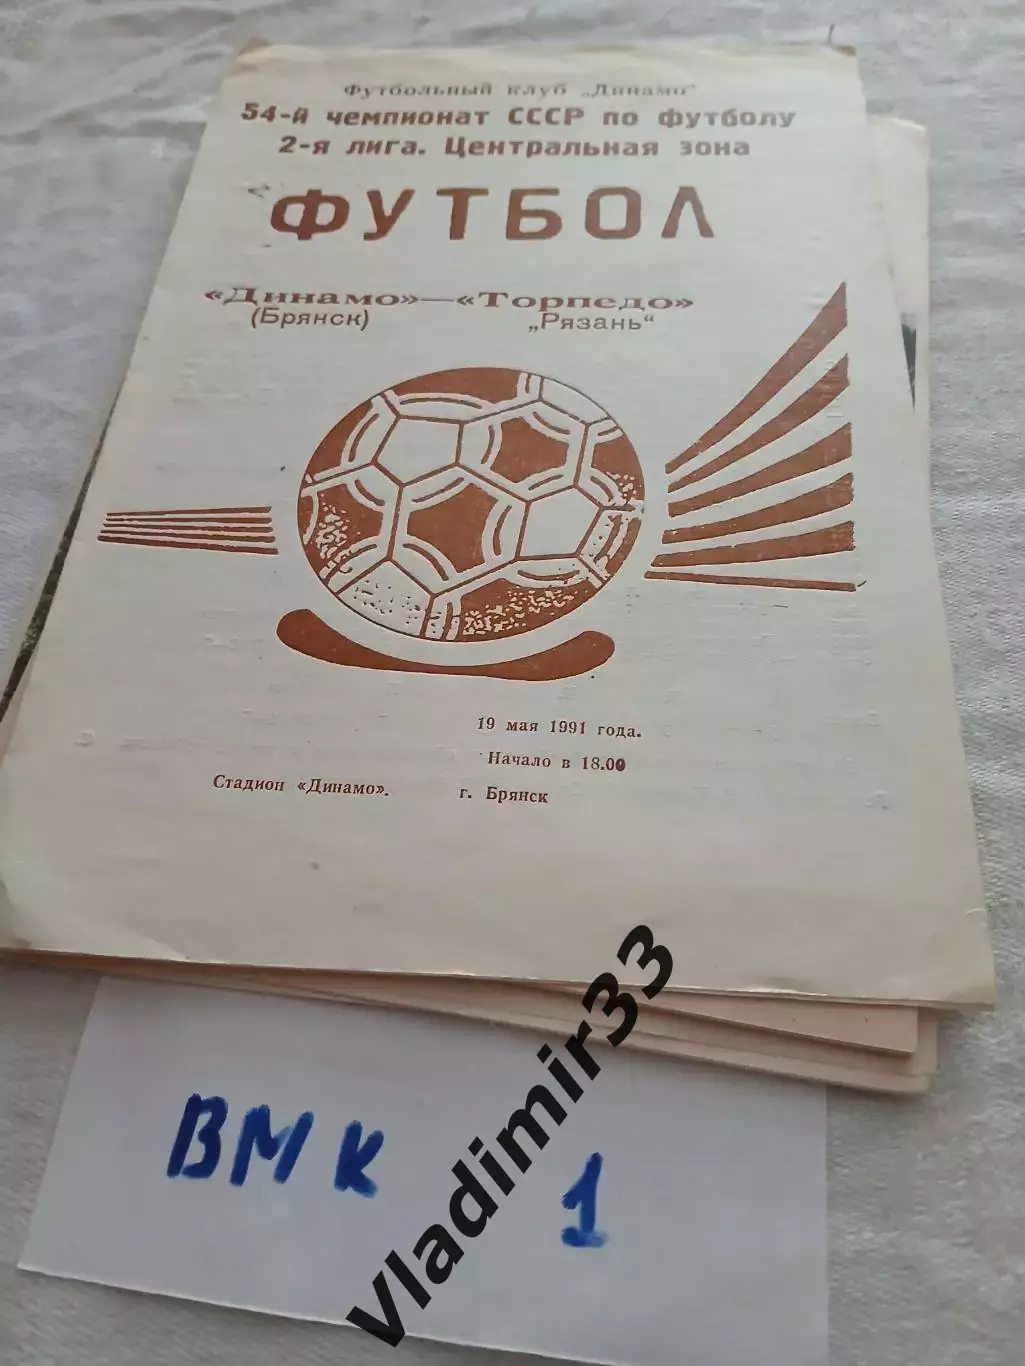 Футбольный клуб „Динамо"
54-й чемпионат СССР по футболу
2-я лига. Центральная зона
ФУТБОЛ
«Динамо»—«Торпедо»
(Брянск) „Рязань“
19 мая 1991 года.
Начало в 18.00
Стадион «Динамо». г. Брянск
ВМК 1
Vladimir33